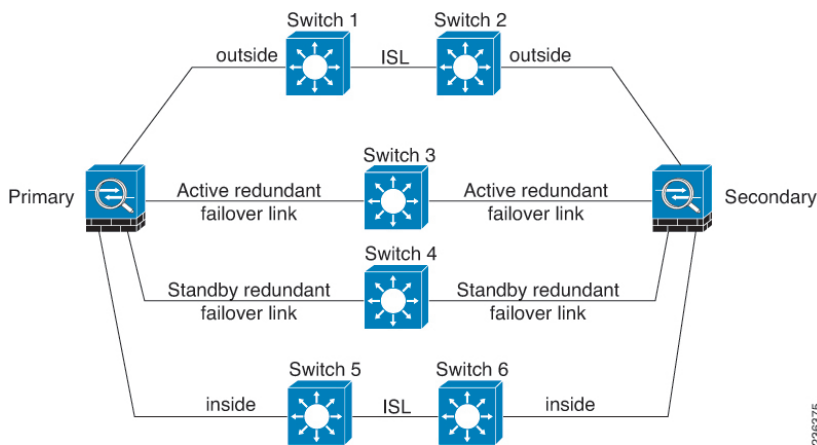 Switch 1
Switch 2
outside
ISL
outside
Switch 3
Primary
Active redundant
failover link
Active redundant
failover link
Secondary
Switch 4
Standby redundant
failover link
Standby redundant
failover link
Switch 5
Switch 6
inside
ISL
inside
236375